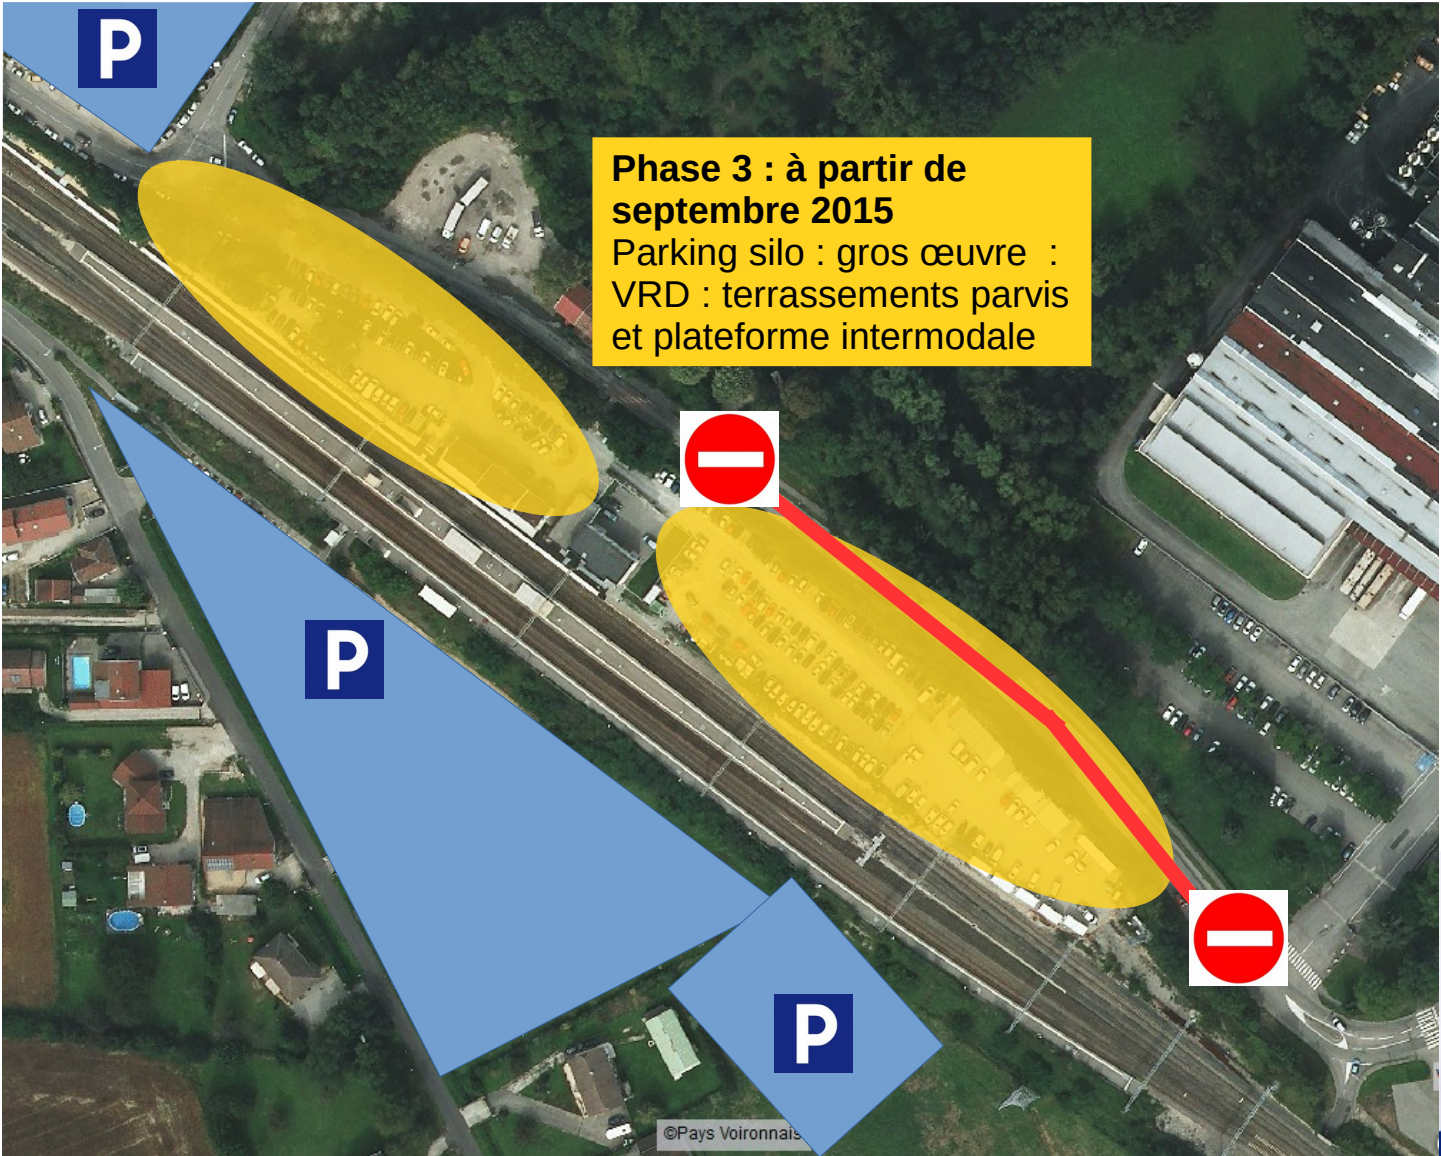 P
Phase 3 : à partir de
septembre 2015
Parking silo : gros œuvre  :
VRD : terrassements parvis
et plateforme intermodale
P
P
©Pays Voironnais